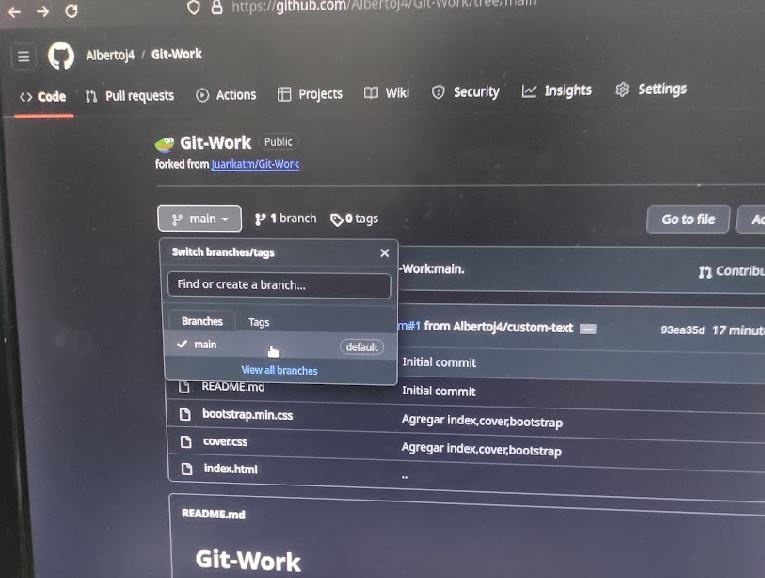 https://github.com/Albertoj4/Git-Work/tree/main
Albertoj4 / Git-Work
Code Pull requests Actions Projects Wiki Security Insights Settings
Git-Work Public
forked from juankatm/Git-Work
main 1 branch 0 tags Go to file
Switch branches/tags
Find or create a branch...
-Work:main.
Contribu
Branches Tags
m#1 from Albertoj4/custom-text 93ea35d 17 minut
main default
Initial commit
View all branches
README.md Initial commit
bootstrap.min.css Agregar index,cover,bootstrap
cover.css Agregar index,cover,bootstrap
index.html ..
README.md
Git-Work